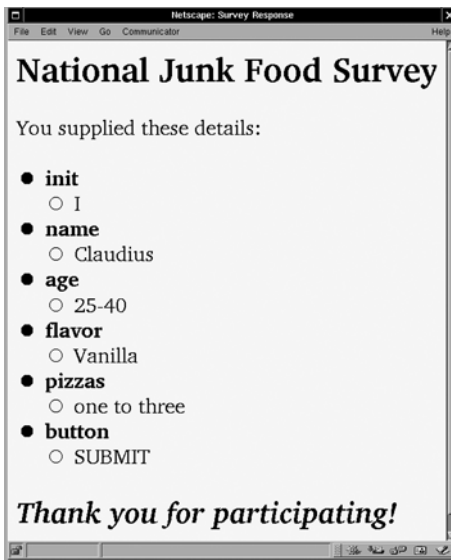 Netscape: Survey Response
File Edit View Go Communicator Help
National Junk Food Survey
You supplied these details:
init
I
name
Claudius
age
25-40
flavor
Vanilla
pizzas
one to three
button
SUBMIT
Thank you for participating!